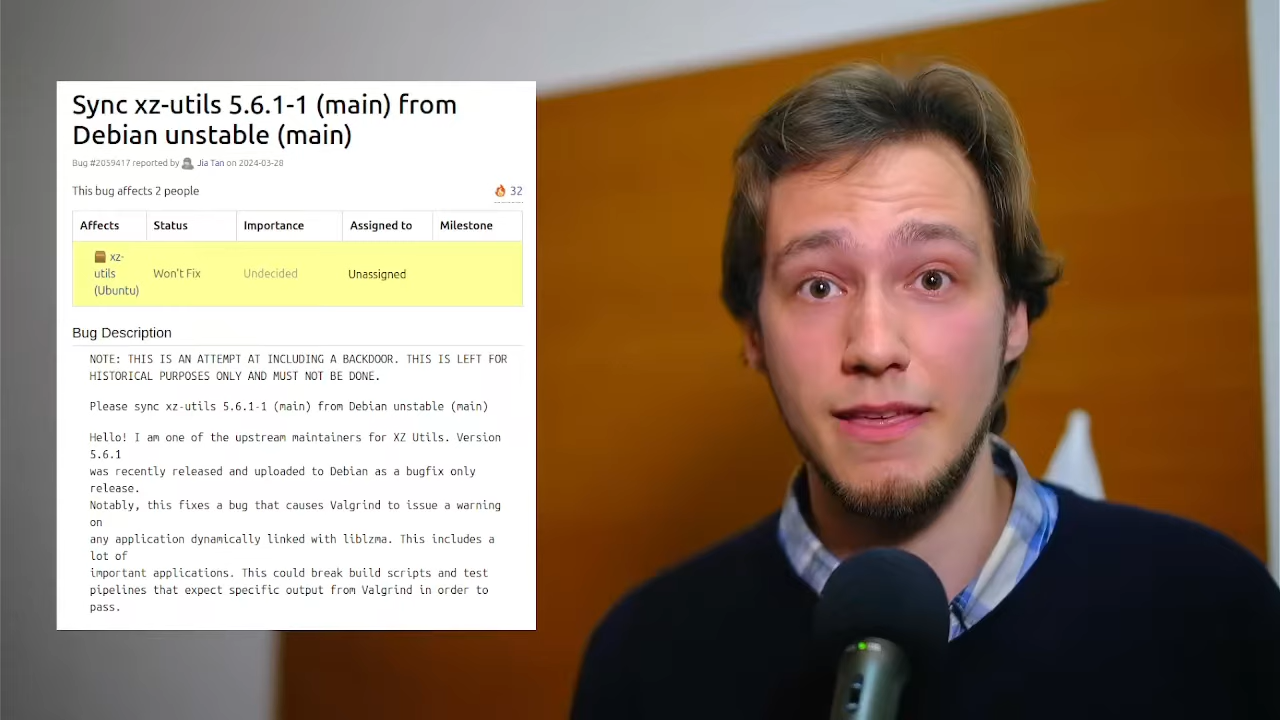 Sync xz-utils 5.6.1-1 (main) from
Debian unstable (main)
Bug #2059417 reported by Jia Tan on 2024-03-28
This bug affects 2 people 32
Affects Status Importance Assigned to Milestone
xz-
utils
(Ubuntu)
Won't Fix Undecided Unassigned
Bug Description
NOTE: THIS IS AN ATTEMPT AT INCLUDING A BACKDOOR. THIS IS LEFT FOR
HISTORICAL PURPOSES ONLY AND MUST NOT BE DONE.
Please sync xz-utils 5.6.1-1 (main) from Debian unstable (main)
Hello! I am one of the upstream maintainers for XZ Utils. Version
5.6.1
was recently released and uploaded to Debian as a bugfix only
release.
Notably, this fixes a bug that causes Valgrind to issue a warning
on
any application dynamically linked with liblzma. This includes a
lot of
important applications. This could break build scripts and test
pipelines that expect specific output from Valgrind in order to
pass.